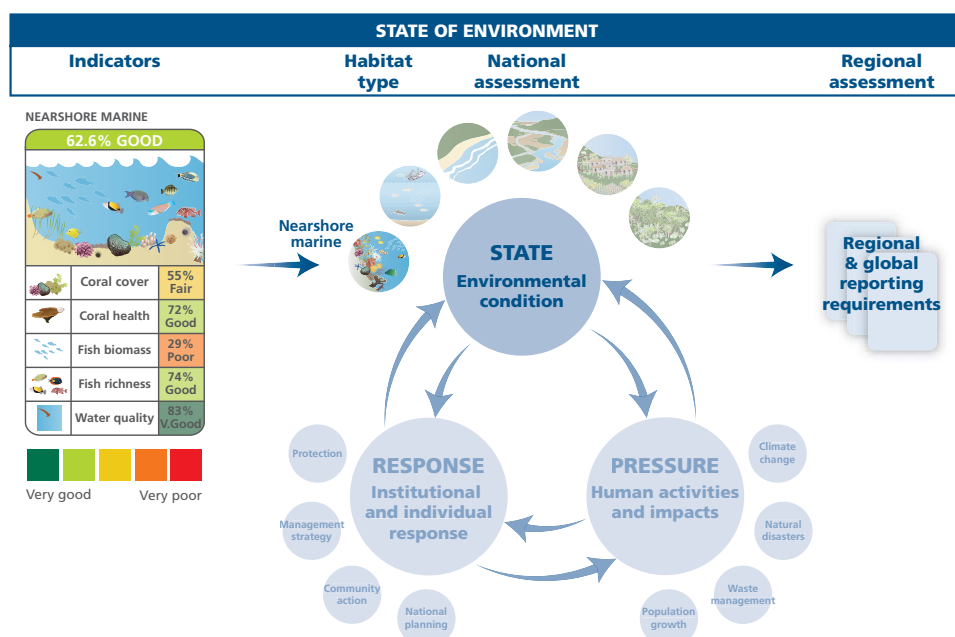 STATE OF ENVIRONMENT
Indicators
Habitat
type
National
assessment
Regional
assessment
NEARSHORE MARINE
62.6% GOOD
Coral cover
55%
Fair
Coral health
72%
Good
Fish biomass
29%
Poor
Fish richness
74%
Good
Water quality
83%
V.Good
Very good
Very poor
Nearshore
marine
STATE
Environmental
condition
Regional
& global
reporting
requirements
RESPONSE
Institutional
and individual
response
PRESSURE
Human activities
and impacts
Protection
Management
strategy
Community
action
National
planning
Climate
change
Natural
disasters
Waste
management
Population
growth